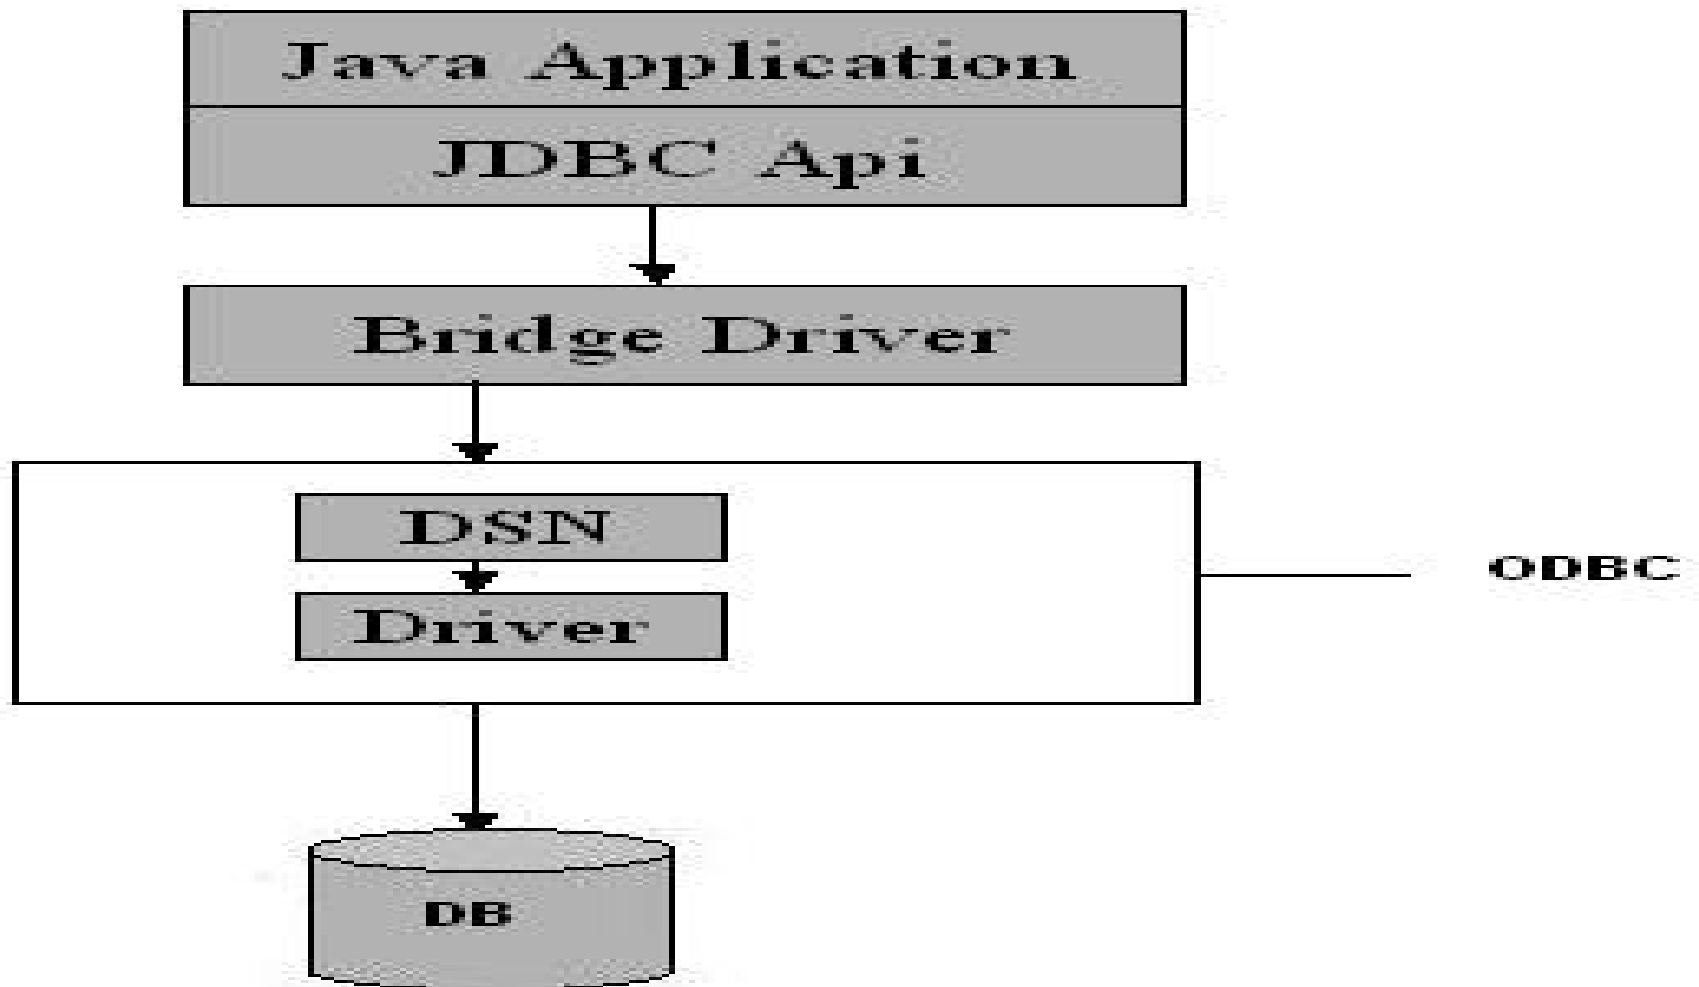 Java Application
JDBC Api
Bridge Driver
DSN
Driver
ODBC
DB